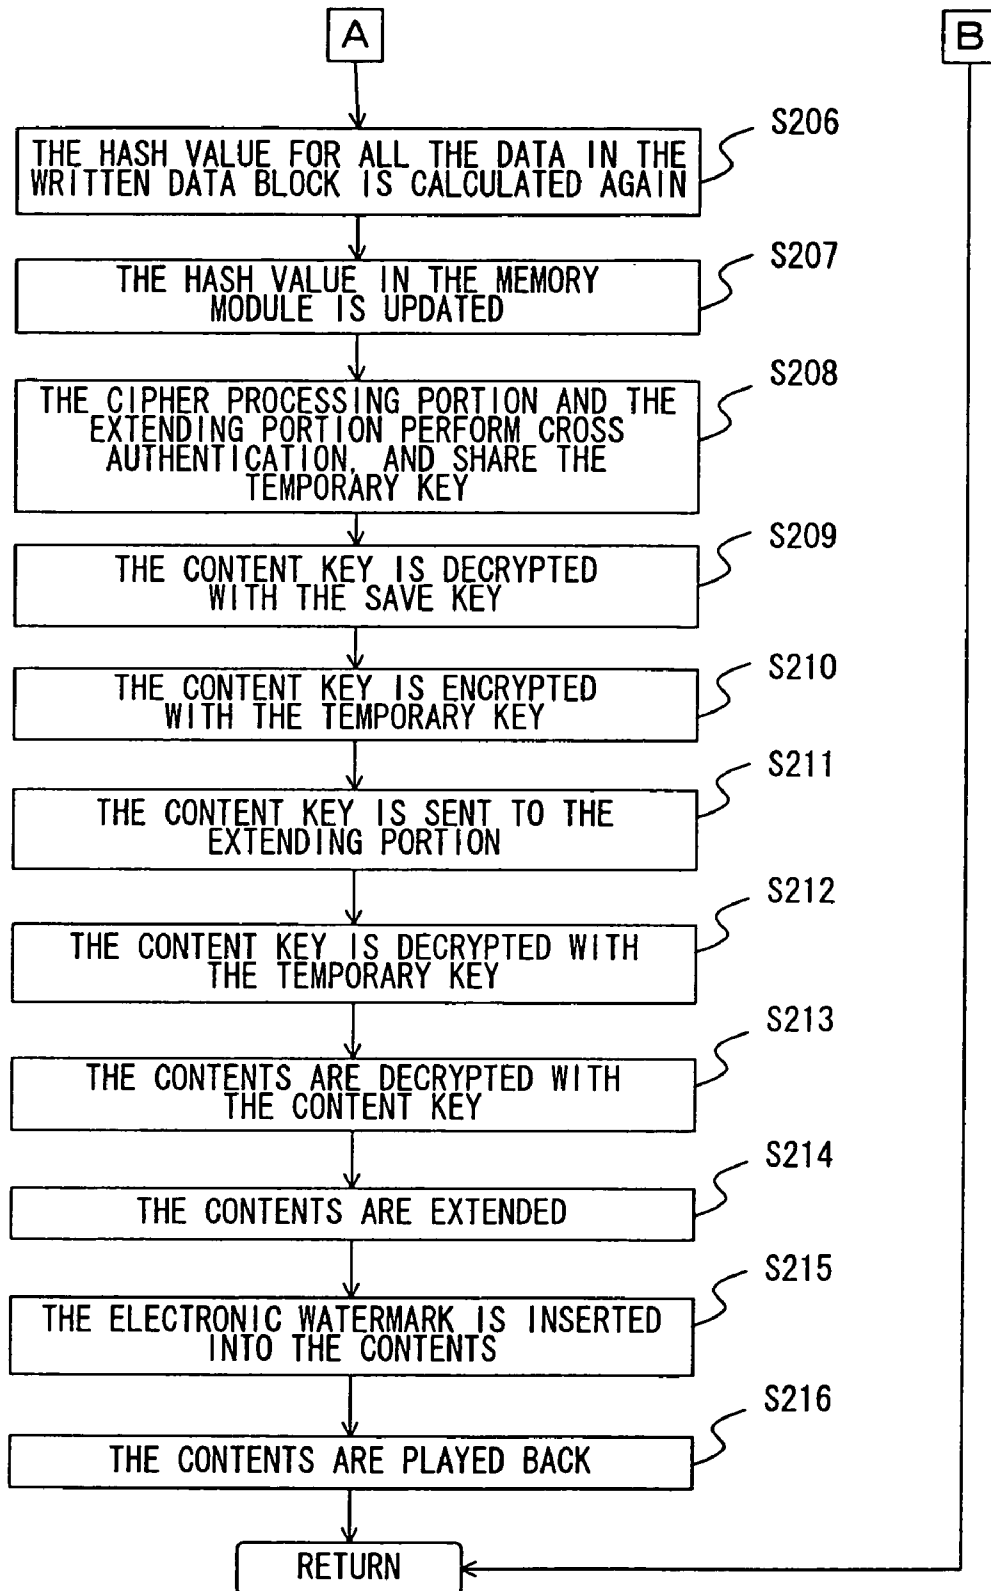 A
B
THE HASH VALUE FOR ALL THE DATA IN THE
WRITTEN DATA BLOCK IS CALCULATED AGAIN
S206
THE HASH VALUE IN THE MEMORY
MODULE IS UPDATED
S207
THE CIPHER PROCESSING PORTION AND THE
EXTENDING PORTION PERFORM CROSS
AUTHENTICATION, AND SHARE THE
TEMPORARY KEY
S208
THE CONTENT KEY IS DECRYPTED
WITH THE SAVE KEY
S209
THE CONTENT KEY IS ENCRYPTED
WITH THE TEMPORARY KEY
S210
THE CONTENT KEY IS SENT TO THE
EXTENDING PORTION
S211
THE CONTENT KEY IS DECRYPTED WITH
THE TEMPORARY KEY
S212
THE CONTENTS ARE DECRYPTED WITH
THE CONTENT KEY
S213
THE CONTENTS ARE EXTENDED
S214
THE ELECTRONIC WATERMARK IS INSERTED
INTO THE CONTENTS
S215
THE CONTENTS ARE PLAYED BACK
S216
RETURN